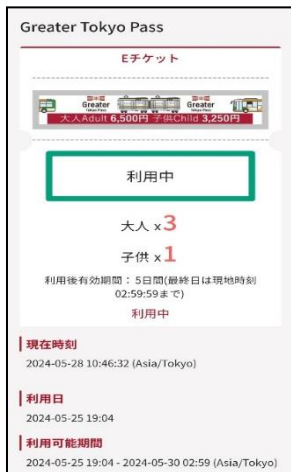 Greater Tokyo Pass
Eチケット
Greater
Tokyo Pass
Greater
Tokyo Pass
大人Adult 6,500円 子供Child 3,250円
利用中
大人 x3
子供 x1
利用後有効期間： 5日間(最終日は現地時刻
02:59:59まで)
利用中
現在時刻
2024-05-28 10:46:32 (Asia/Tokyo)
利用日
2024-05-25 19:04
利用可能期間
2024-05-25 19:04 - 2024-05-30 02:59 (Asia/Tokyo)